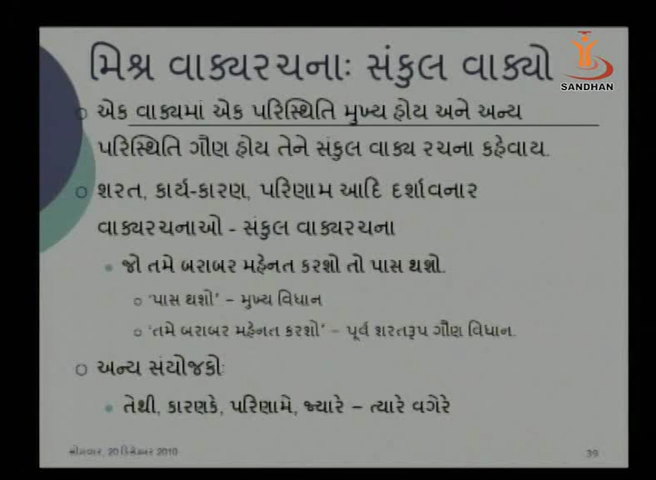 મિશ્ર વાક્યરચનાઃ સંકુલ વાક્યો
SANDHAN
એક વાક્યમાં એક પરિસ્થિતિ મુખ્ય હોય અને અન્ય
પરિસ્થિતિ ગૌણ હોય તેને સંકુલ વાક્ય રચના કહેવાય.
શરત, કાર્ય-કારણ, પરિણામ આદિ દર્શાવનાર
વાક્યરચનાઓ - સંકુલ વાક્યરચના
જો તમે બરાબર મહેનત કરશો તો પાસ થશો.
'પાસ થશો' – મુખ્ય વિધાન
'તમે બરાબર મહેનત કરશો' – પૂર્વ શરતરૂપ ગૌણ વિધાન.
અન્ય સંયોજકો:
તેથી, કારણકે, પરિણામે, જ્યારે – ત્યારે વગેરે
સોમવાર, 20 ડિસેમ્બર 2010
39